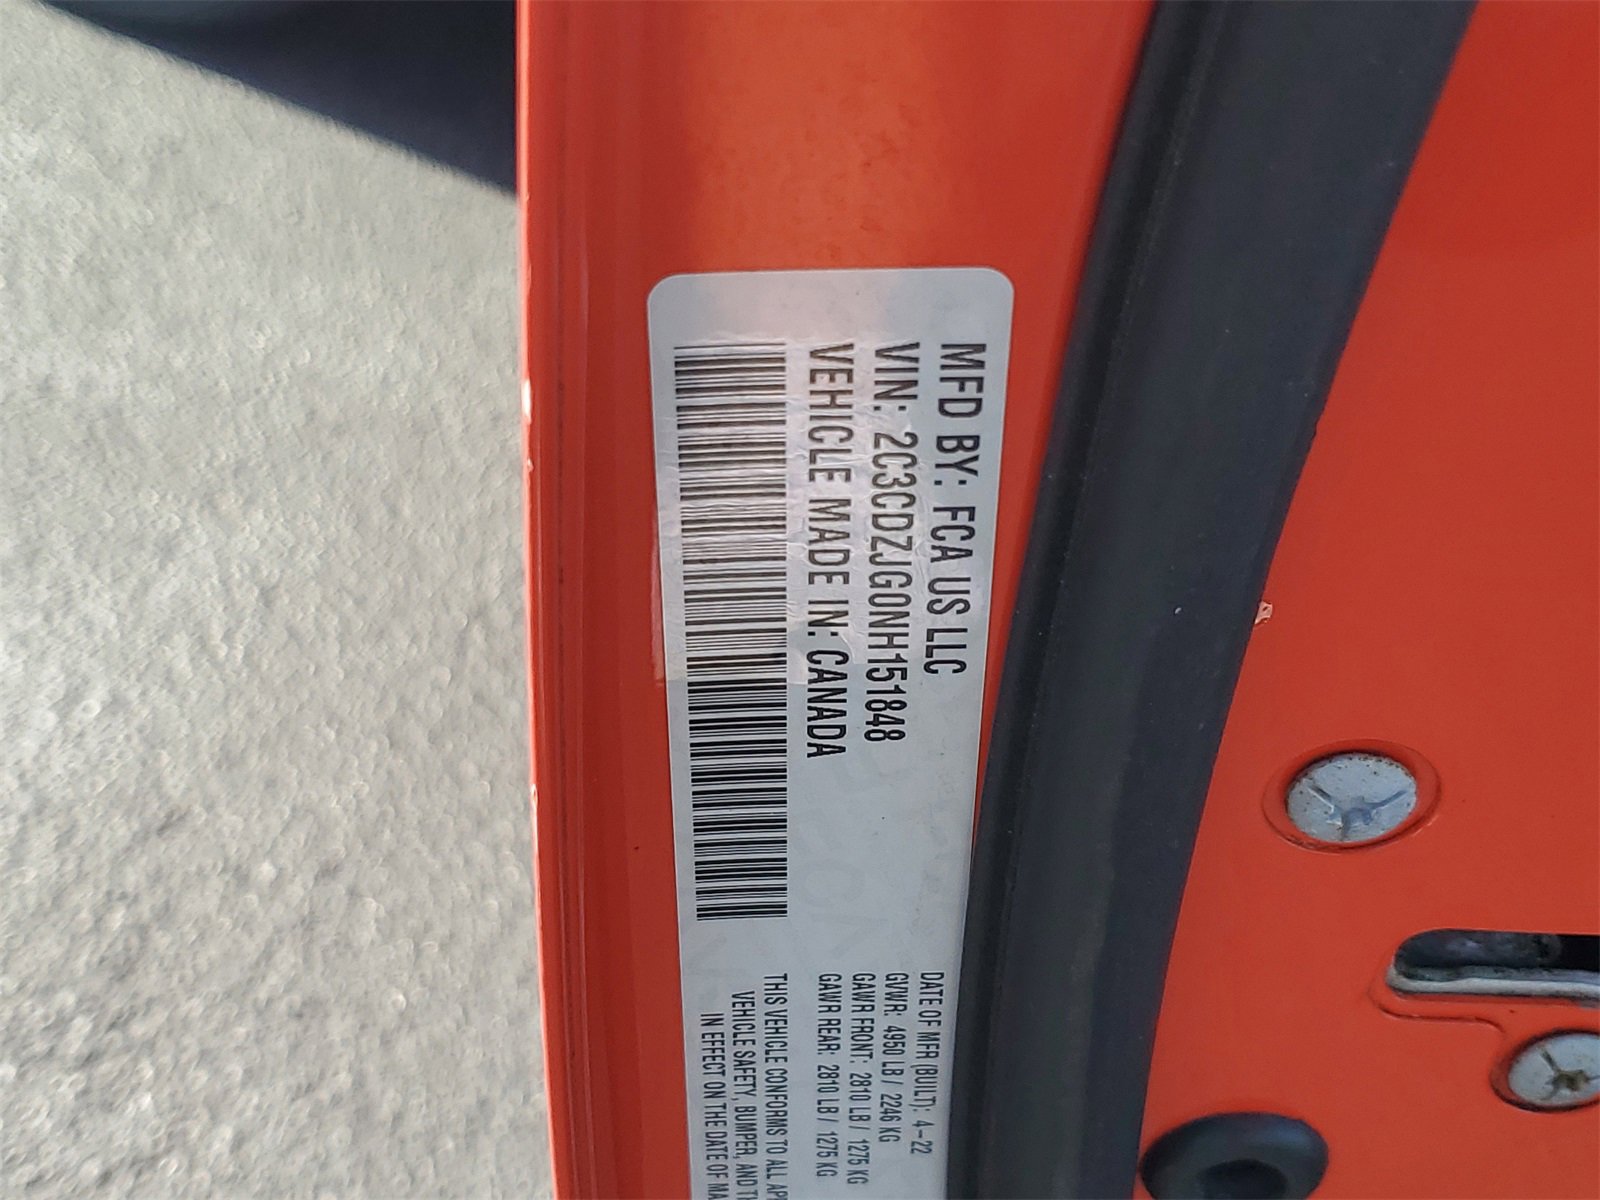 MFD BY: FCA US LLC
VIN: 2C3CDZJG0NH151848
VEHICLE MADE IN: CANADA
DATE OF MFR (BUILT): 4-22
GVWR: 4950 LB / 2246 KG
GAWR FRONT: 2810 LB / 1275 KG
GAWR REAR: 2810 LB / 1275 KG
THIS VEHICLE CONFORMS TO ALL
VEHICLE SAFETY, BUMPER, AND
IN EFFECT ON THE DATE OF